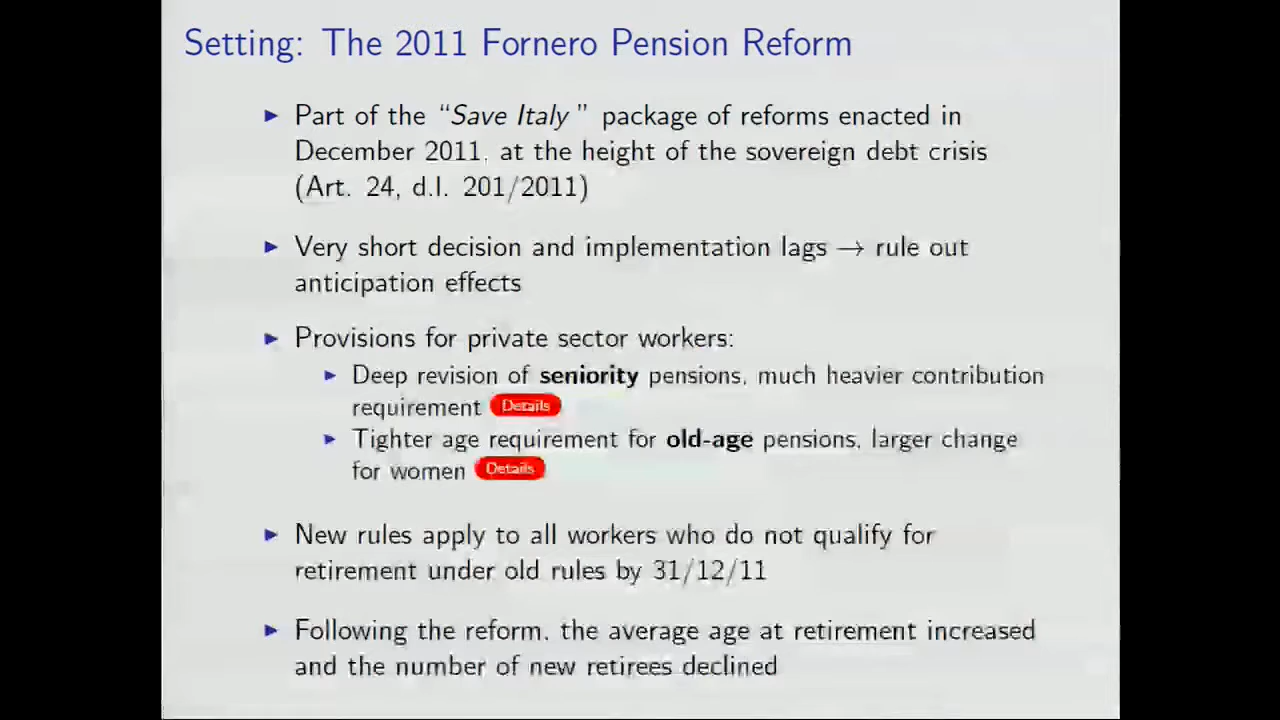 Setting: The 2011 Fornero Pension Reform
Part of the “Save Italy” package of reforms enacted in
December 2011, at the height of the sovereign debt crisis
(Art. 24, d.l. 201/2011)
Very short decision and implementation lags → rule out
anticipation effects
Provisions for private sector workers:
Deep revision of seniority pensions, much heavier contribution
requirement Details
Tighter age requirement for old-age pensions, larger change
for women Details
New rules apply to all workers who do not qualify for
retirement under old rules by 31/12/11
Following the reform, the average age at retirement increased
and the number of new retirees declined